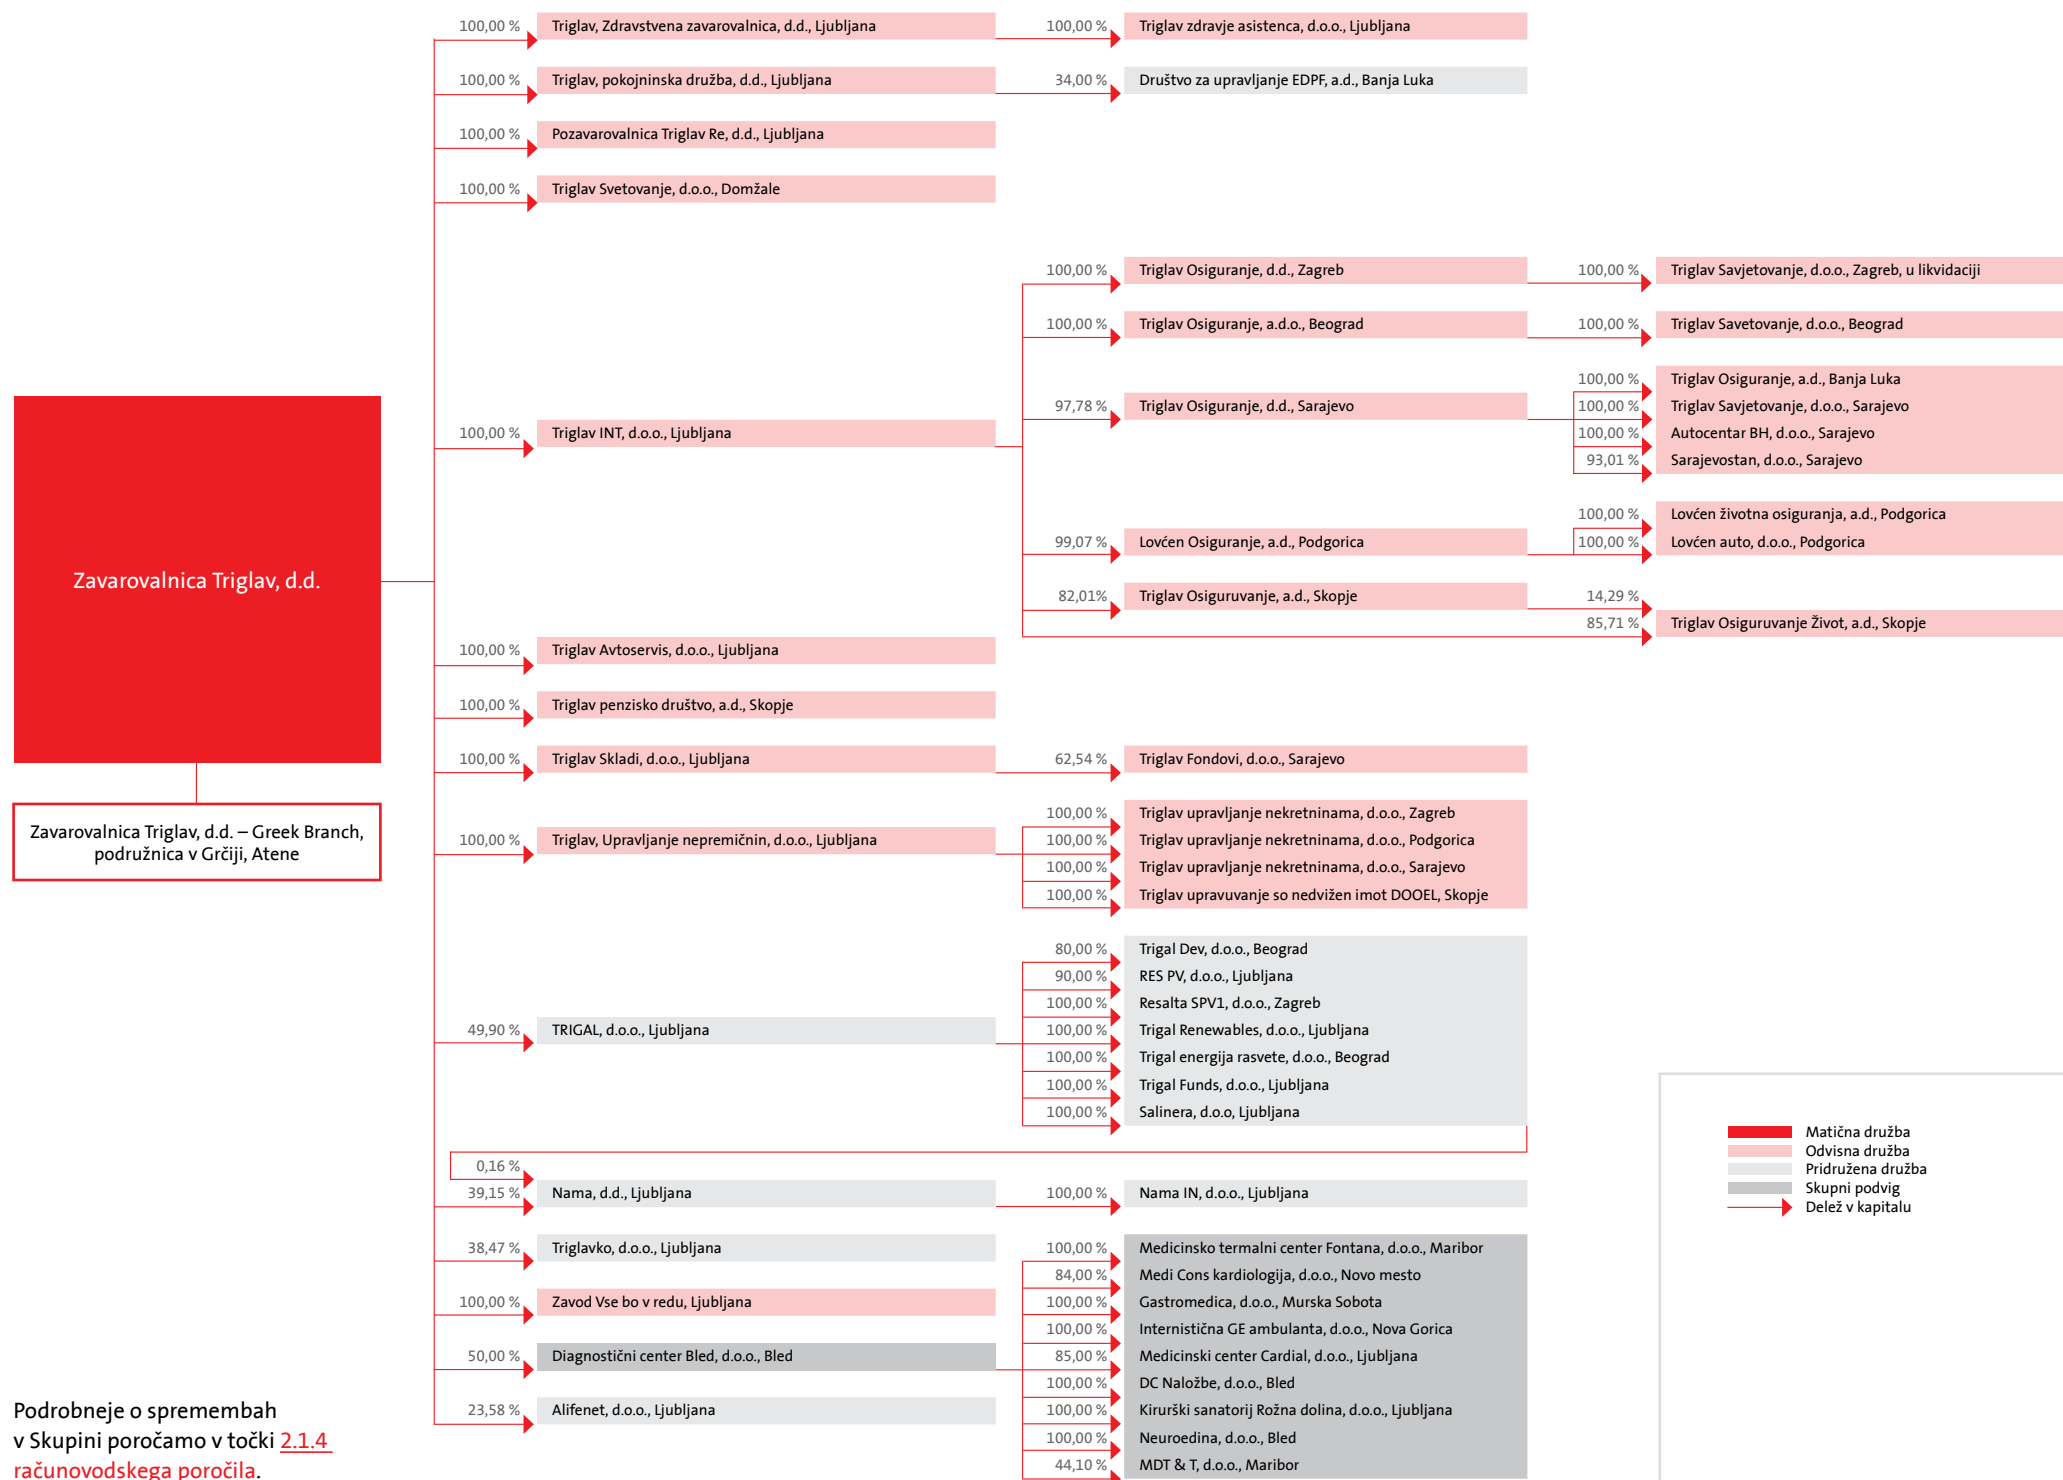 100,00 % Triglav, Zdravstvena zavarovalnica, d.d., Ljubljana 100,00 % Triglav zdravje asistenca, d.o.o., Ljubljana
100,00 % Triglav, pokojninska družba, d.d., Ljubljana 34,00 % Društvo za upravljanje EDPF, a.d., Banja Luka
100,00 % Pozavarovalnica Triglav Re, d.d., Ljubljana
100,00 % Triglav Svetovanje, d.o.o., Domžale
100,00 % Triglav Osiguranje, d.d., Zagreb 100,00 % Triglav Savjetovanje, d.o.o., Zagreb, u likvidaciji
100,00 % Triglav Osiguranje, a.d.o., Beograd 100,00 % Triglav Savetovanje, d.o.o., Beograd
100,00 % Triglav Osiguranje, a.d., Banja Luka
97,78 % Triglav Osiguranje, d.d., Sarajevo 100,00 % Triglav Savjetovanje, d.o.o., Sarajevo
100,00 % Triglav INT, d.o.o., Ljubljana 100,00 % Autocentar BH, d.o.o., Sarajevo
93,01 % Sarajevostan, d.o.o., Sarajevo
100,00 % Lovćen životna osiguranja, a.d., Podgorica
99,07 % Lovćen Osiguranje, a.d., Podgorica 100,00 % Lovćen auto, d.o.o., Podgorica
Zavarovalnica Triglav, d.d.
82,01% Triglav Osiguruvanje, a.d., Skopje 14,29 %
85,71 % Triglav Osiguruvanje Život, a.d., Skopje
100,00 % Triglav Avtoservis, d.o.o., Ljubljana
100,00 % Triglav penzisko društvo, a.d., Skopje
100,00 % Triglav Skladi, d.o.o., Ljubljana 62,54 % Triglav Fondovi, d.o.o., Sarajevo
Zavarovalnica Triglav, d.d. – Greek Branch,
podružnica v Grčiji, Atene
100,00 % Triglav upravljanje nekretninama, d.o.o., Zagreb
100,00 % Triglav, Upravljanje nepremičnin, d.o.o., Ljubljana 100,00 % Triglav upravljanje nekretninama, d.o.o., Podgorica
100,00 % Triglav upravljanje nekretninama, d.o.o., Sarajevo
100,00 % Triglav upravuvanje so nedvižen imot DOOEL, Skopje
80,00 % Trigal Dev, d.o.o., Beograd
90,00 % RES PV, d.o.o., Ljubljana
100,00 % Resalta SPV1, d.o.o., Zagreb
49,90 % TRIGAL, d.o.o., Ljubljana 100,00 % Trigal Renewables, d.o.o., Ljubljana
100,00 % Trigal energija rasvete, d.o.o., Beograd
100,00 % Trigal Funds, d.o.o., Ljubljana
100,00 % Salinera, d.o.o, Ljubljana
0,16 %
39,15 % Nama, d.d., Ljubljana 100,00 % Nama IN, d.o.o., Ljubljana
38,47 % Triglavko, d.o.o., Ljubljana 100,00 % Medicinsko termalni center Fontana, d.o.o., Maribor
84,00 % Medi Cons kardiologija, d.o.o., Novo mesto
100,00 % Zavod Vse bo v redu, Ljubljana 100,00 % Gastromedica, d.o.o., Murska Sobota
100,00 % Internistična GE ambulanta, d.o.o., Nova Gorica
50,00 % Diagnostični center Bled, d.o.o., Bled 85,00 % Medicinski center Cardial, d.o.o., Ljubljana
100,00 % DC Naložbe, d.o.o., Bled
23,58 % Alifenet, d.o.o., Ljubljana 100,00 % Kirurški sanatorij Rožna dolina, d.o.o., Ljubljana
100,00 % Neuroedina, d.o.o., Bled
44,10 % MDT & T, d.o.o., Maribor
Matična družba
Odvisna družba
Pridružena družba
Skupni podvig
Delež v kapitalu
Podrobneje o spremembah
v Skupini poročamo v točki 2.1.4
računovodskega poročila.